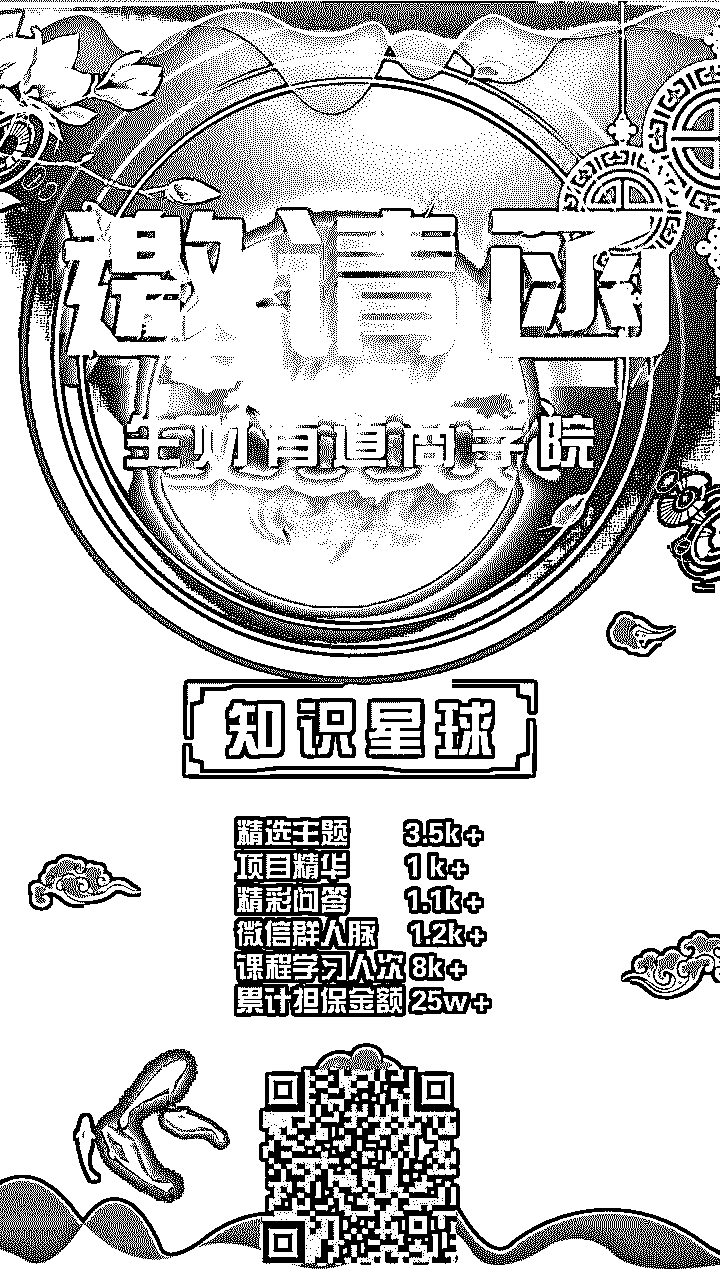 邀请函
生财有道商学院
知识星球
精选主题 3.5k+
项目精华 1k+
精彩问答 1.1k+
微信群人脉 1.2k+
课程学习人次 8k+
累计担保金额 25w+